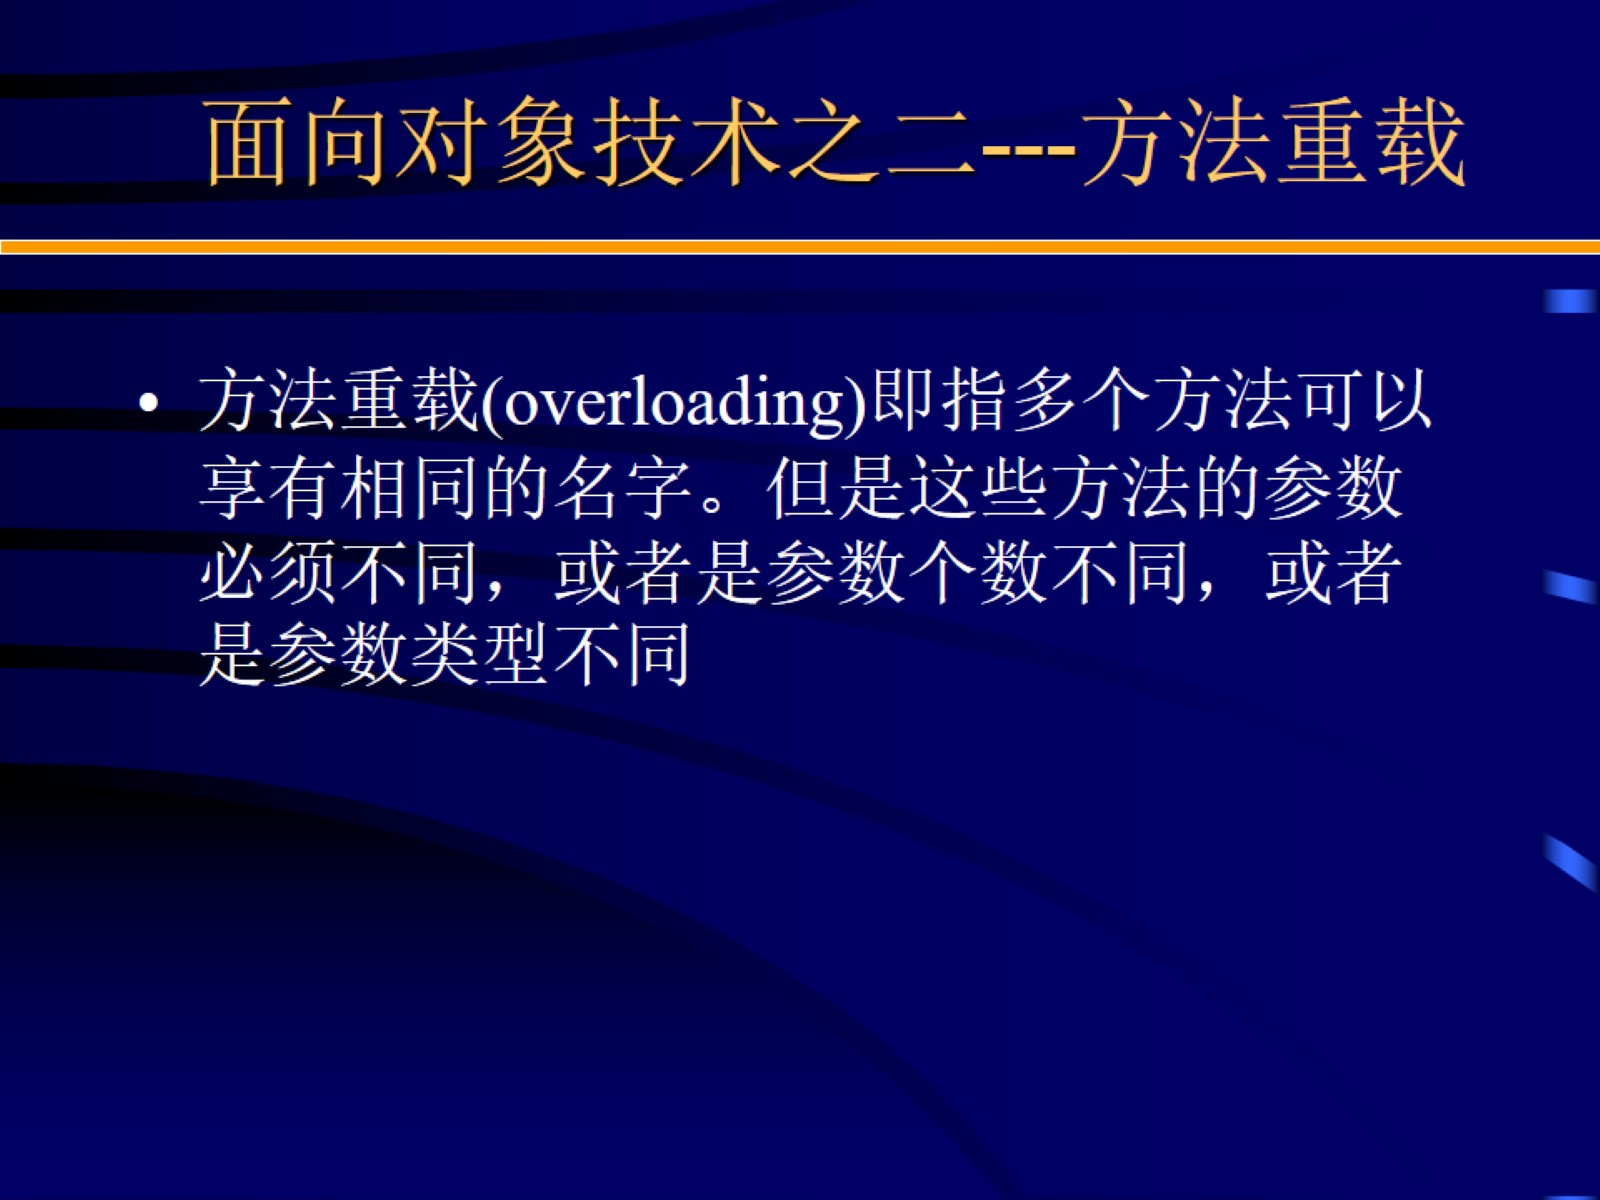 面向对象技术之二---方法重载
• 方法重载(overloading)即指多个方法可以
享有相同的名字。但是这些方法的参数
必须不同，或者是参数个数不同，或者
是参数类型不同